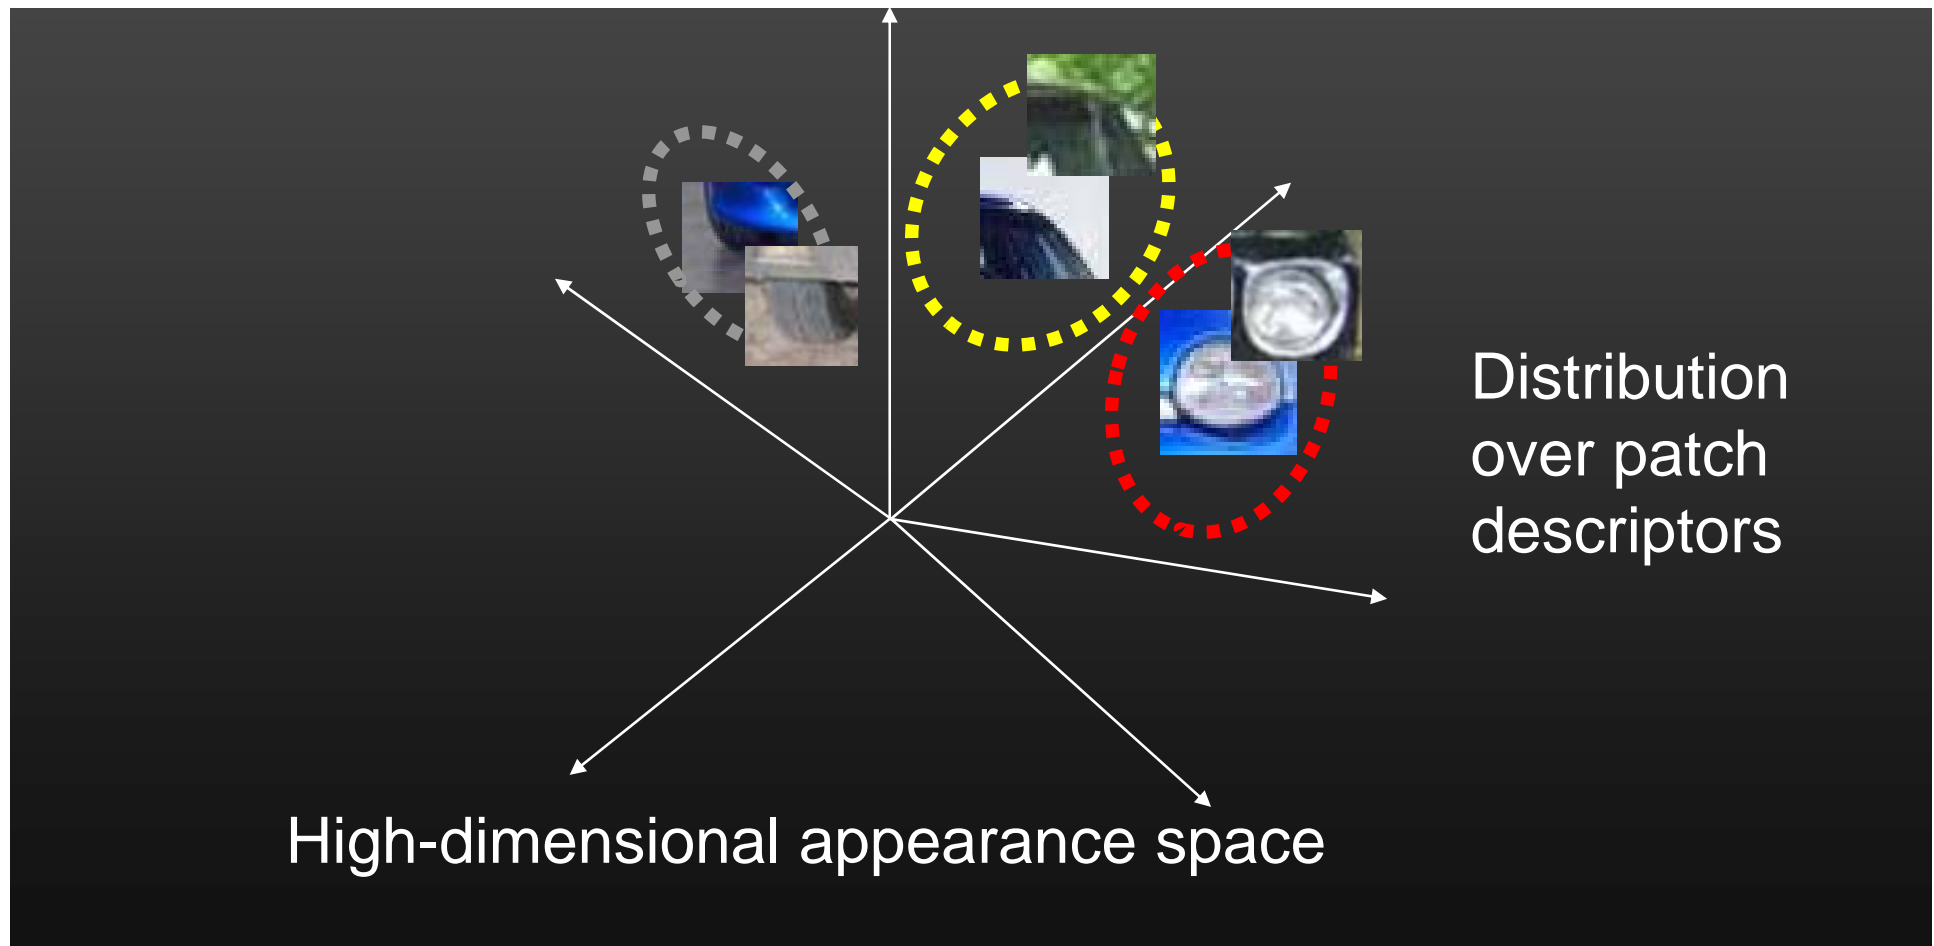 Distribution
over patch
descriptors
High-dimensional appearance space